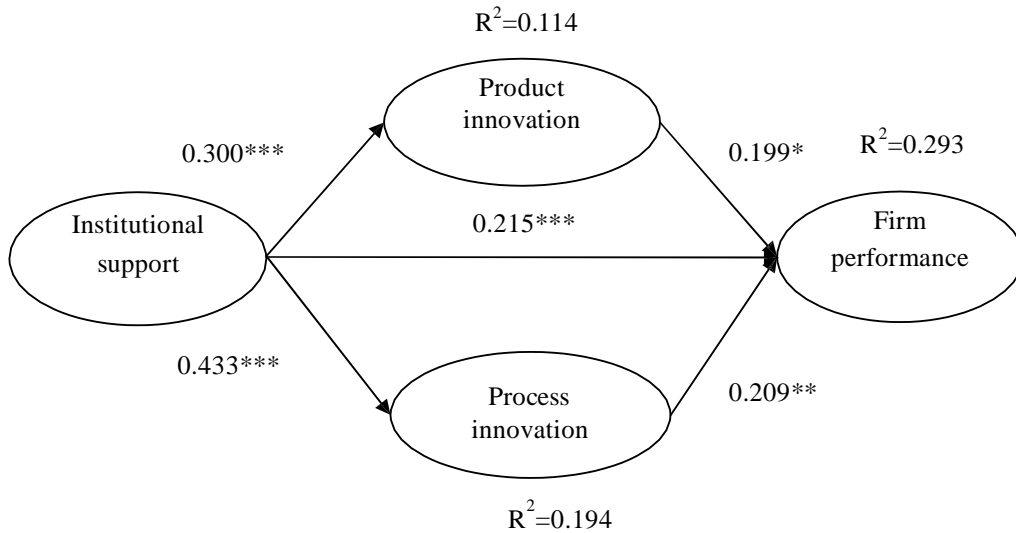 R²=0.114
Product
innovation
0.300***
0.199*
R²=0.293
Institutional
support
0.215***
Firm
performance
0.433***
Process
innovation
0.209**
R²=0.194